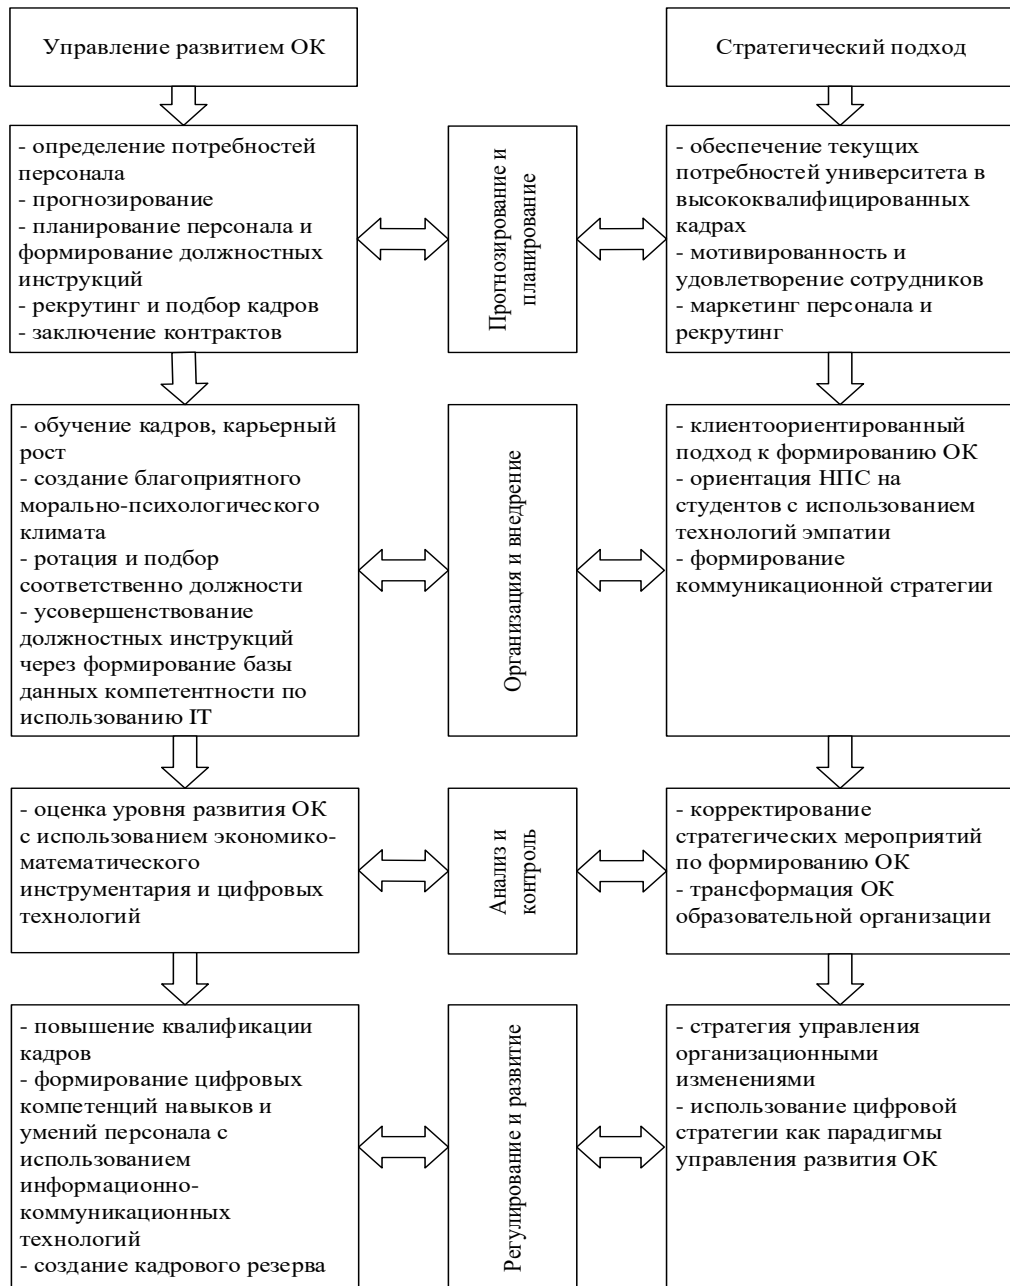 Управление развитием ОК
Стратегический подход
- определение потребностей
персонала
- прогнозирование
- планирование персонала и
формирование должностных
инструкций
- рекрутинг и подбор кадров
- заключение контрактов
Прогнозирование и
планирование
- обеспечение текущих
потребностей университета в
высококвалифицированных
кадрах
- мотивированность и
удовлетворение сотрудников
- маркетинг персонала и
рекрутинг
- обучение кадров, карьерный
рост
- создание благоприятного
морально-психологического
климата
- ротация и подбор
соответственно должности
- усовершенствование
должностных инструкций
через формирование базы
данных компетентности по
использованию IT
Организация и внедрение
- клиентоориентированный
подход к формированию ОК
- ориентация НПС на
студентов с использованием
технологий эмпатии
- формирование
коммуникационной стратегии
- оценка уровня развития ОК
с использованием экономико-
математического
инструментария и цифровых
технологий
Анализ и
контроль
- корректирование
стратегических мероприятий
по формированию ОК
- трансформация ОК
образовательной организации
- повышение квалификации
кадров
- формирование цифровых
компетенций навыков и
умений персонала с
использованием
информационно-
коммуникационных
технологий
- создание кадрового резерва
Регулирование и развитие
- стратегия управления
организационными
изменениями
- использование цифровой
стратегии как парадигмы
управления развития ОК